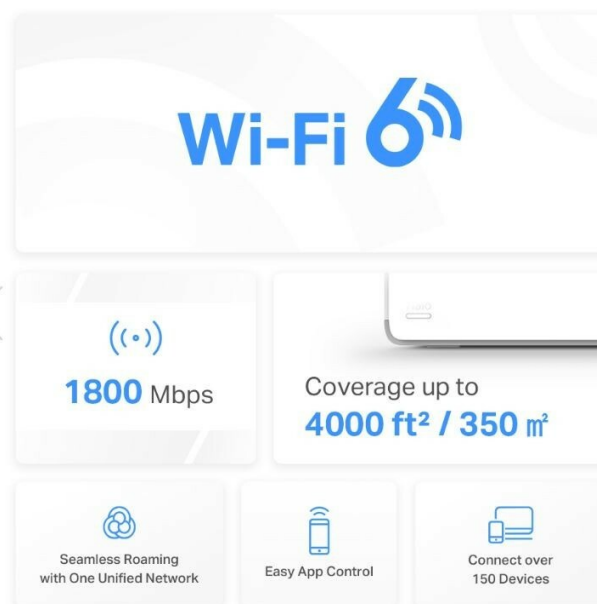 Wi-Fi 6
1800 Mbps
Coverage up to
4000 ft² / 350 ㎡
Seamless Roaming
with One Unified Network
Easy App Control
Connect over
150 Devices